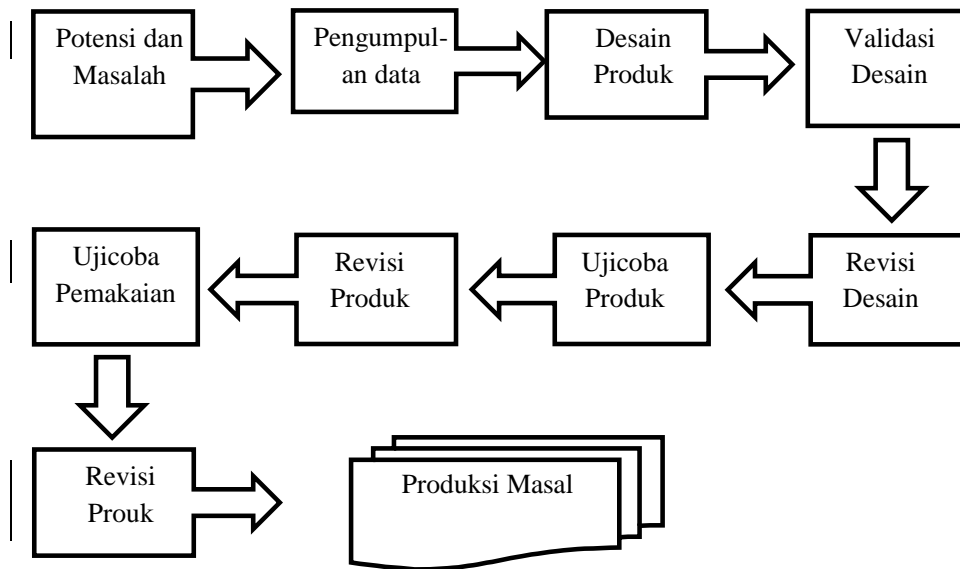 Potensi dan
Masalah
Pengumpul-
an data
Desain
Produk
Validasi
Desain
Ujicoba
Pemakaian
Revisi
Produk
Ujicoba
Produk
Revisi
Desain
Revisi
Prouk
Produksi Masal